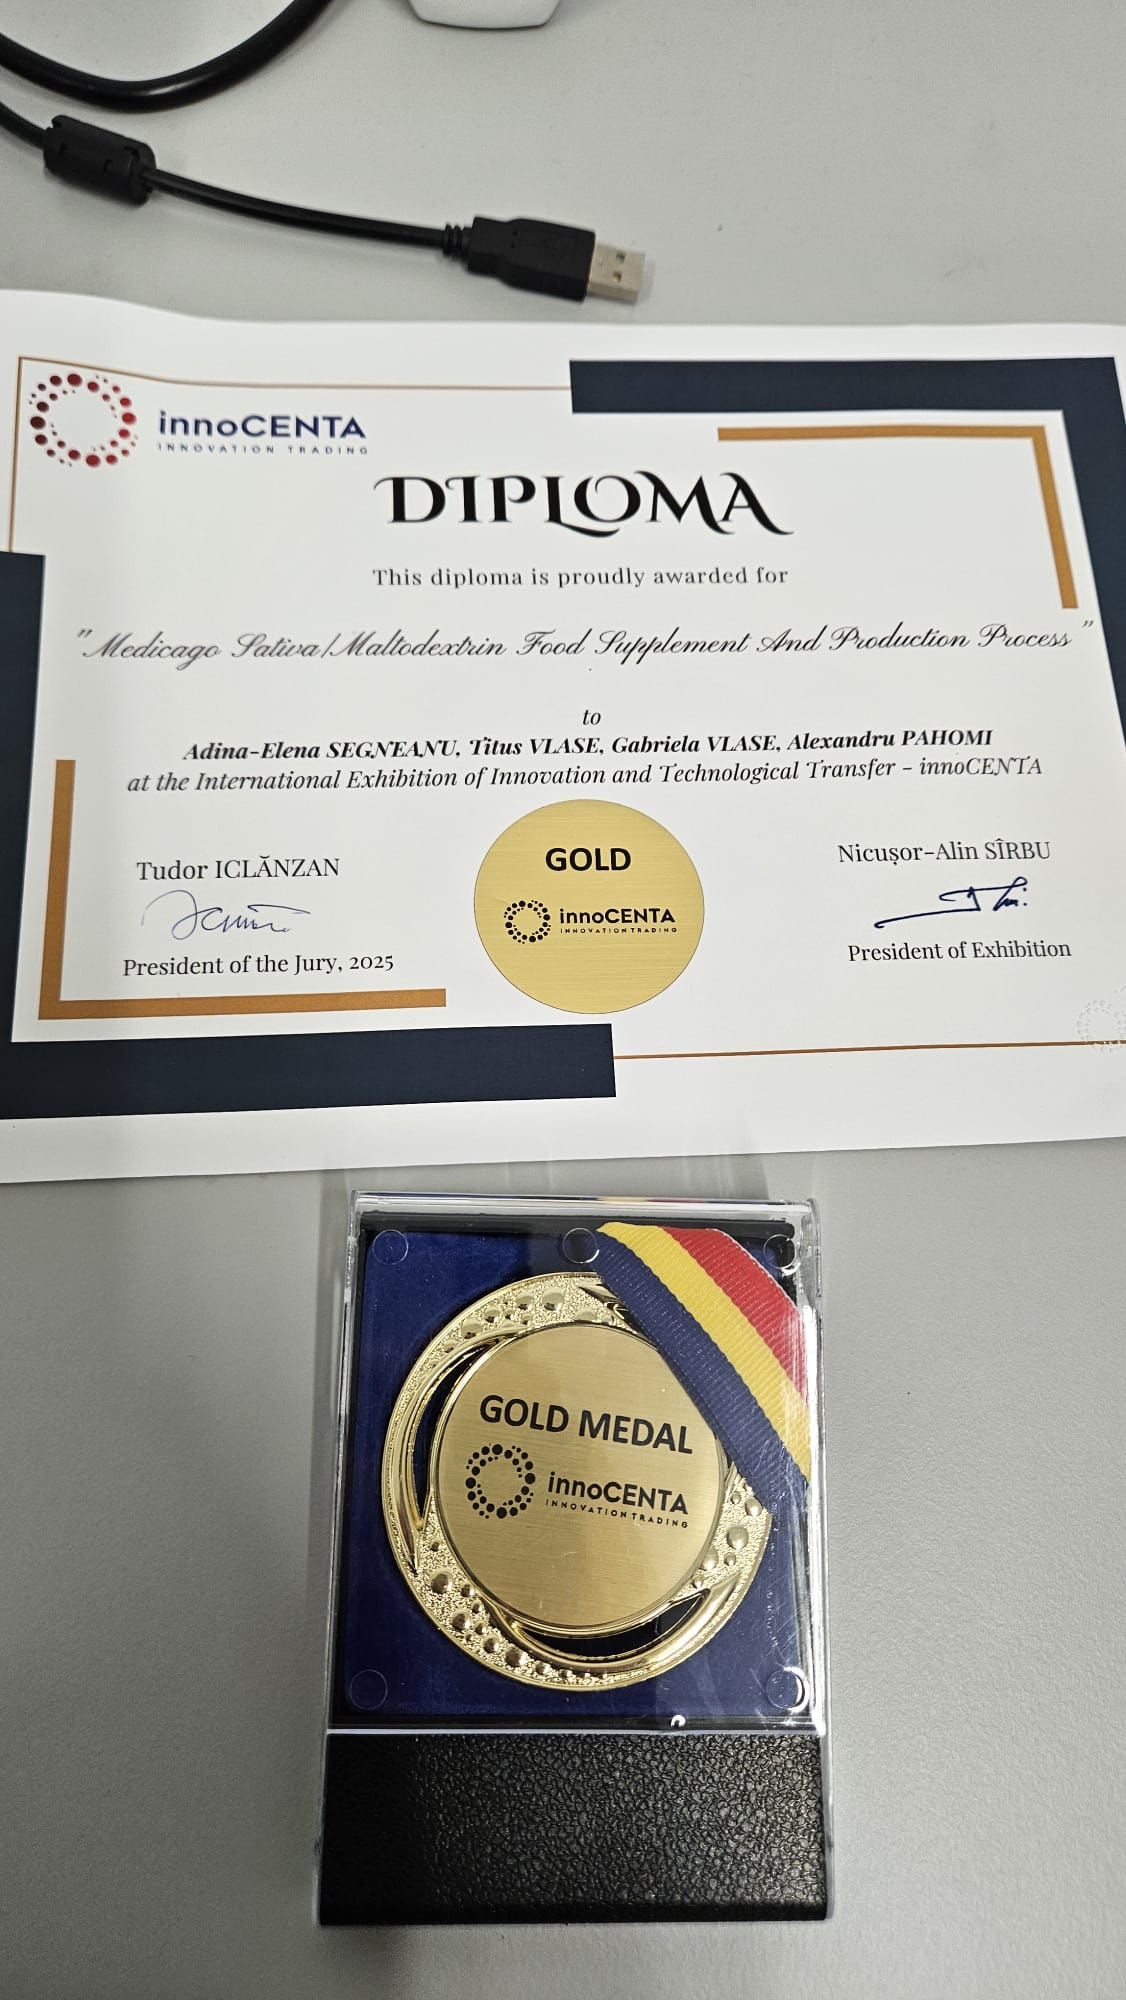 innoCENTA
INNOVATION TRADING
DIPLOMA
This diploma is proudly awarded for
"Medicago Sativa/Maltodextrin Food Supplement And Production Process"
to
Adina-Elena SEGNEANU, Titus VLASE, Gabriela VLASE, Alexandru PAHOMI
at the International Exhibition of Innovation and Technological Transfer - innoCENTA
Tudor ICLĂNZAN
President of the Jury, 2025
GOLD
innoCENTA
INNOVATION TRADING
Nicușor-Alin SÎRBU
President of Exhibition
GOLD MEDAL
innoCENTA
INNOVATION TRADING